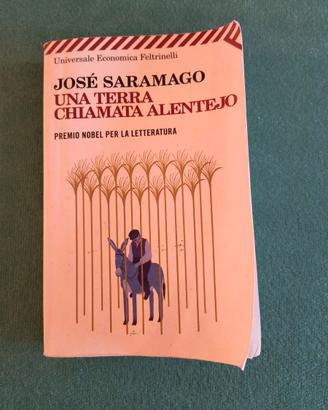 Universale Economica Feltrinelli
JOSÉ SARAMAGO
UNA TERRA
CHIAMATA ALENTEJO
PREMIO NOBEL PER LA LETTERATURA